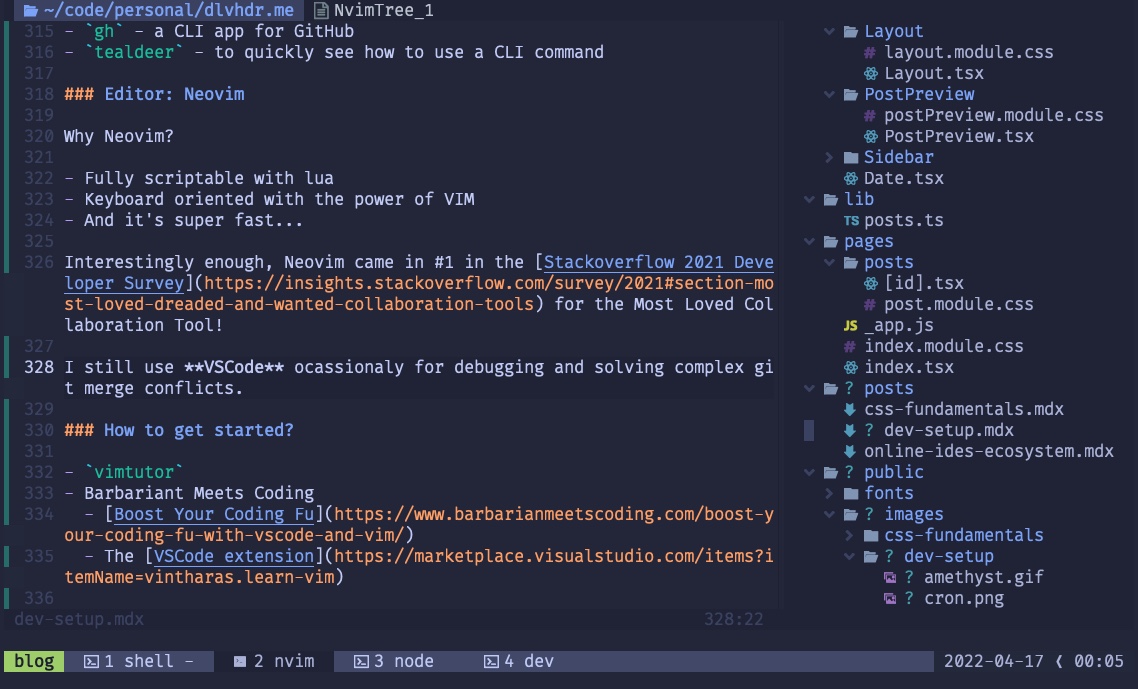 ~/code/personal/dlvhdr.me NvimTree_1
315 - `gh` - a CLI app for GitHub
316 - `tealdeer` - to quickly see how to use a CLI command
317
318 ### Editor: Neovim
319
320 Why Neovim?
321
322 - Fully scriptable with lua
323 - Keyboard oriented with the power of VIM
324 - And it's super fast...
325
326 Interestingly enough, Neovim came in #1 in the [Stackoverflow 2021 Deve
loper Survey](https://insights.stackoverflow.com/survey/2021#section-mo
st-loved-dreaded-and-wanted-collaboration-tools) for the Most Loved Col
laboration Tool!
327
328 I still use **VSCode** ocassionaly for debugging and solving complex gi
t merge conflicts.
329
330 ### How to get started?
331
332 - `vimtutor`
333 - Barbariant Meets Coding
334 - [Boost Your Coding Fu](https://www.barbarianmeetscoding.com/boost-y
our-coding-fu-with-vscode-and-vim/)
335 - The [VSCode extension](https://marketplace.visualstudio.com/items?i
temName=vintharas.learn-vim)
336
dev-setup.mdx 328:22
Layout
# layout.module.css
Layout.tsx
PostPreview
# postPreview.module.css
PostPreview.tsx
Sidebar
Date.tsx
lib
TS posts.ts
pages
posts
[id].tsx
# post.module.css
JS _app.js
# index.module.css
index.tsx
? posts
css-fundamentals.mdx
? dev-setup.mdx
online-ides-ecosystem.mdx
? public
fonts
? images
css-fundamentals
? dev-setup
? amethyst.gif
? cron.png
blog 1 shell - 2 nvim 3 node 4 dev 2022-04-17 ❬ 00:05